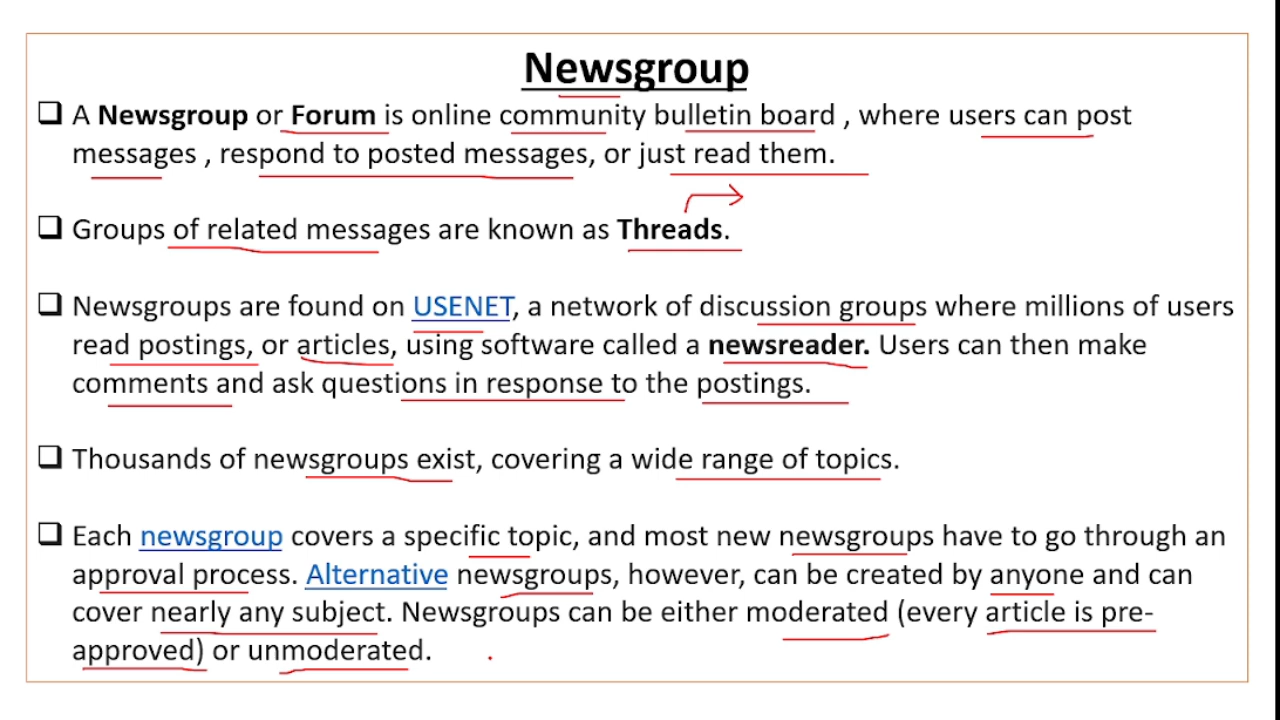 Newsgroup
❑ A Newsgroup or Forum is online community bulletin board , where users can post
messages , respond to posted messages, or just read them.
❑ Groups of related messages are known as Threads.
❑ Newsgroups are found on USENET, a network of discussion groups where millions of users
read postings, or articles, using software called a newsreader. Users can then make
comments and ask questions in response to the postings.
❑ Thousands of newsgroups exist, covering a wide range of topics.
❑ Each newsgroup covers a specific topic, and most new newsgroups have to go through an
approval process. Alternative newsgroups, however, can be created by anyone and can
cover nearly any subject. Newsgroups can be either moderated (every article is pre-
approved) or unmoderated.